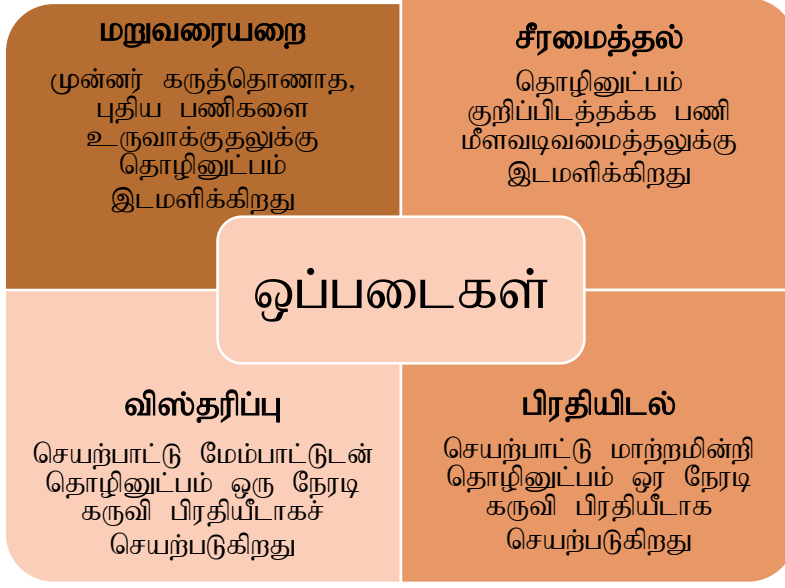 மறுவரையறை
முன்னர் கருத்தொணாத,
புதிய பணிகளை
உருவாக்குதலுக்கு
தொழினுட்பம்
இடமளிக்கிறது
சீரமைத்தல்
தொழினுட்பம்
குறிப்பிடத்தக்க பணி
மீளவடிவமைத்தலுக்கு
இடமளிக்கிறது
ஒப்படைகள்
விஸ்தரிப்பு
செயற்பாட்டு மேம்பாட்டுடன்
தொழினுட்பம் ஒரு நேரடி
கருவி பிரதியீடாகச்
செயற்படுகிறது
பிரதியிடல்
செயற்பாட்டு மாற்றமின்றி
தொழினுட்பம் ஒர நேரடி
கருவி பிரதியீடாக
செயற்படுகிறது